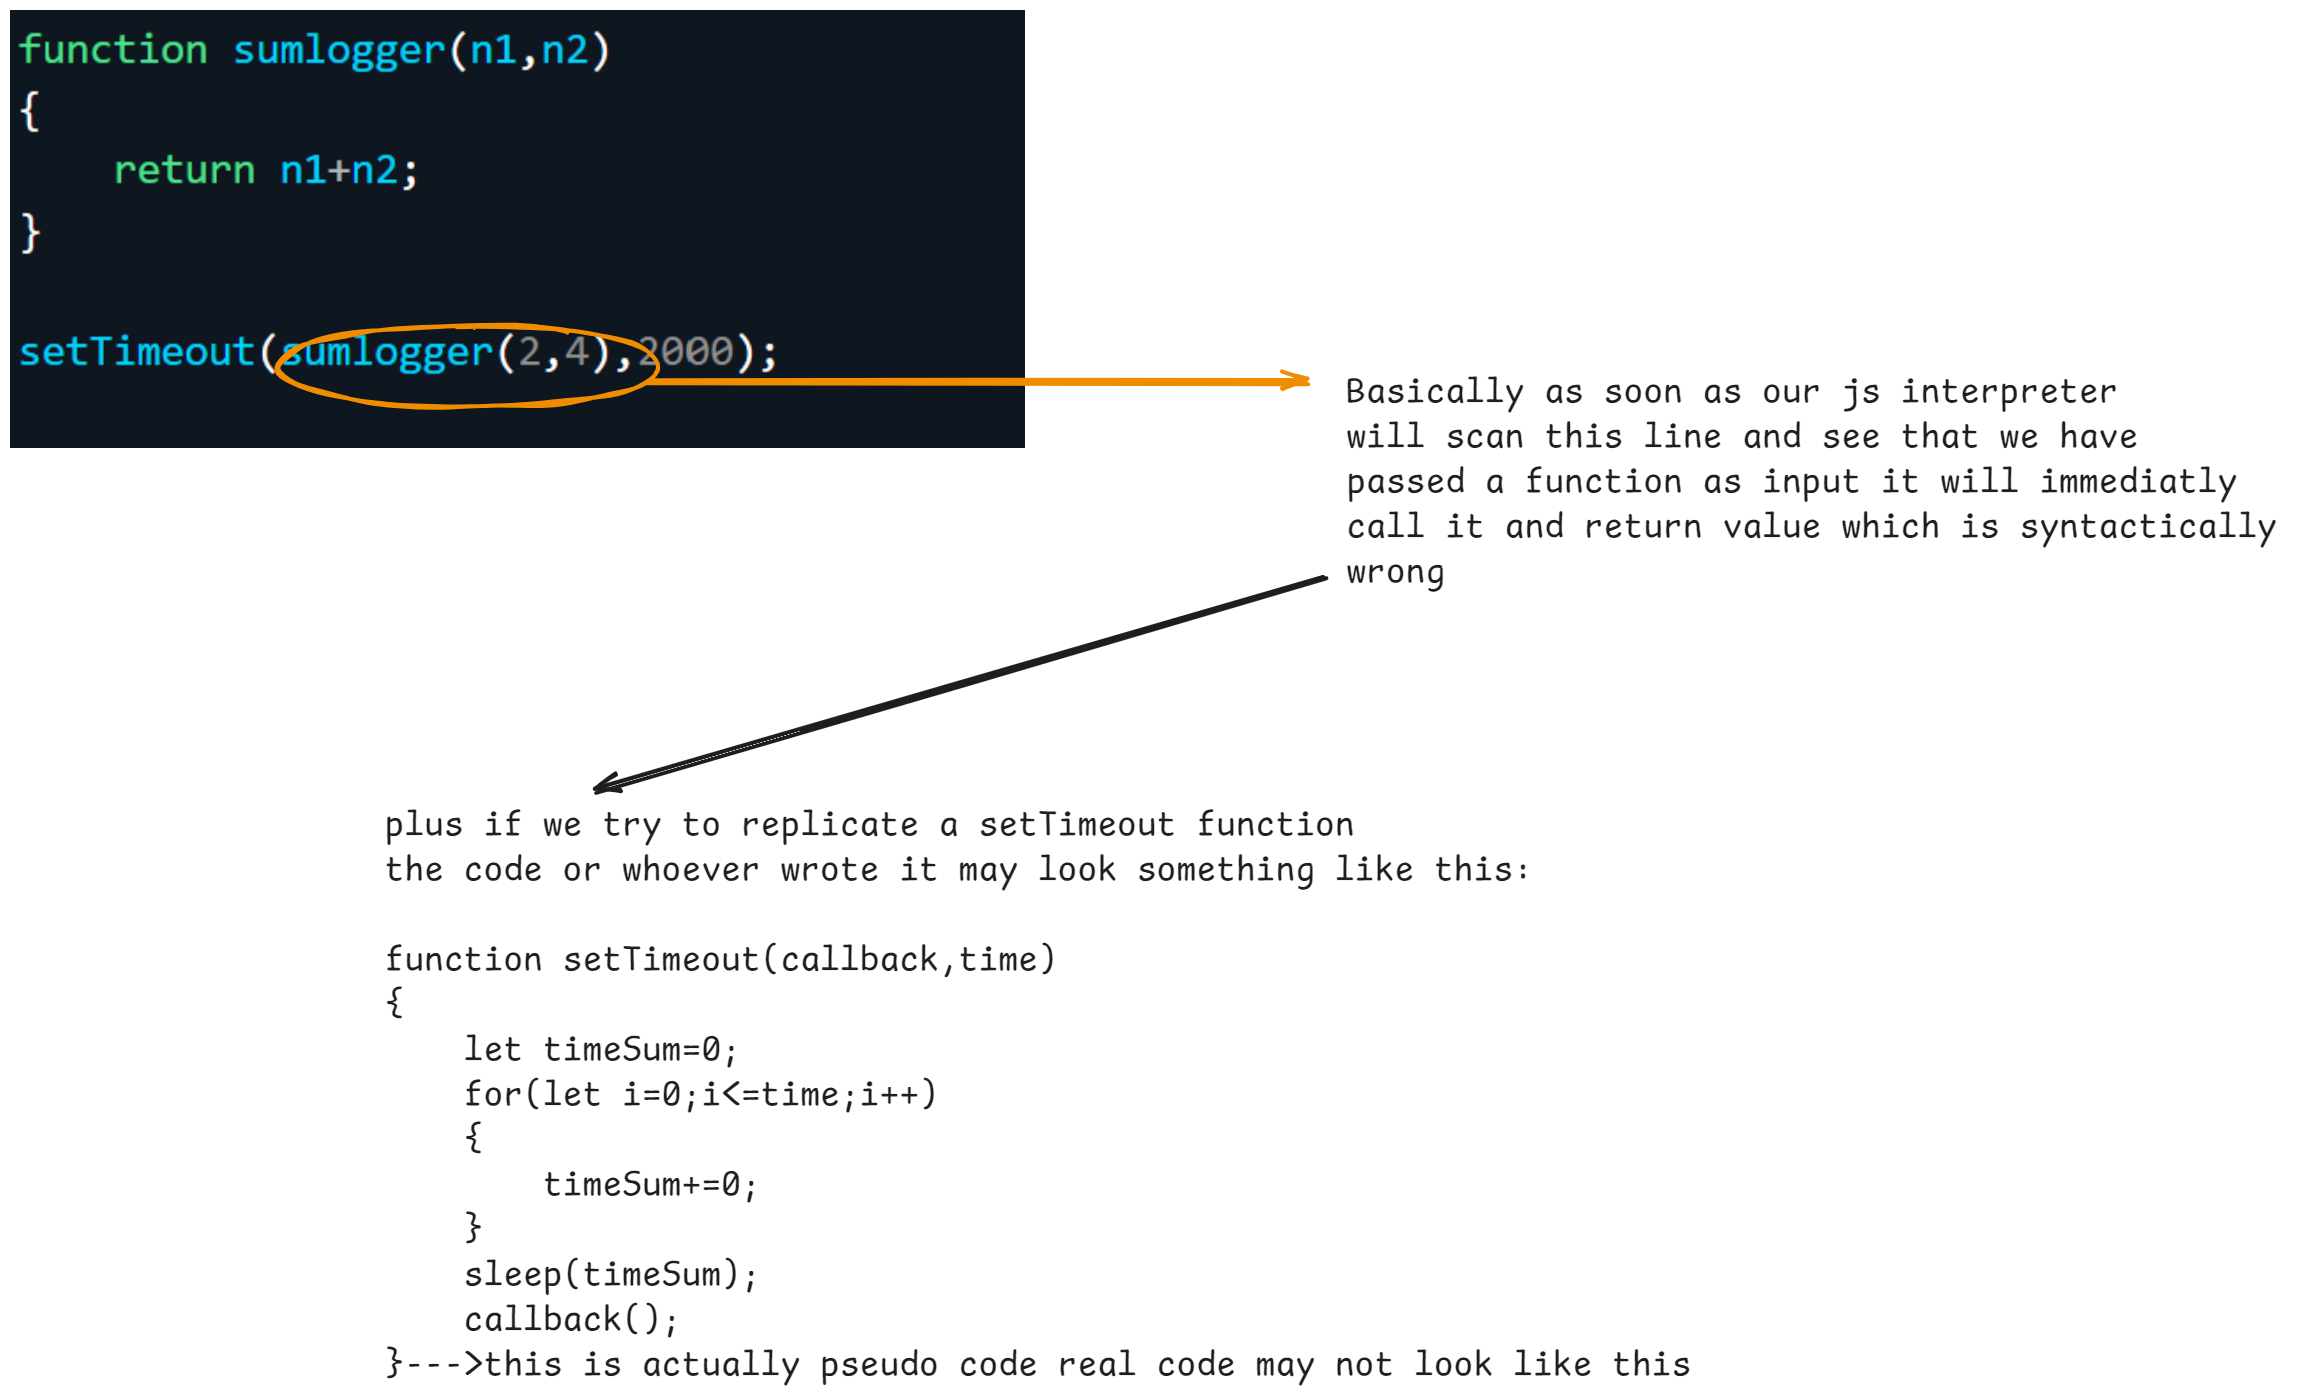 function sumlogger(n1,n2)
{
    return n1+n2;
}
setTimeout(sumlogger(2,4),2000);
Basically as soon as our js interpreter
will scan this line and see that we have
passed a function as input it will immediatly
call it and return value which is syntactically
wrong
plus if we try to replicate a setTimeout function
the code or whoever wrote it may look something like this:
function setTimeout(callback,time)
{
    let timeSum=0;
    for(let i=0;i<=time;i++)
    {
        timeSum+=0;
    }
    sleep(timeSum);
    callback();
}--->this is actually pseudo code real code may not look like this